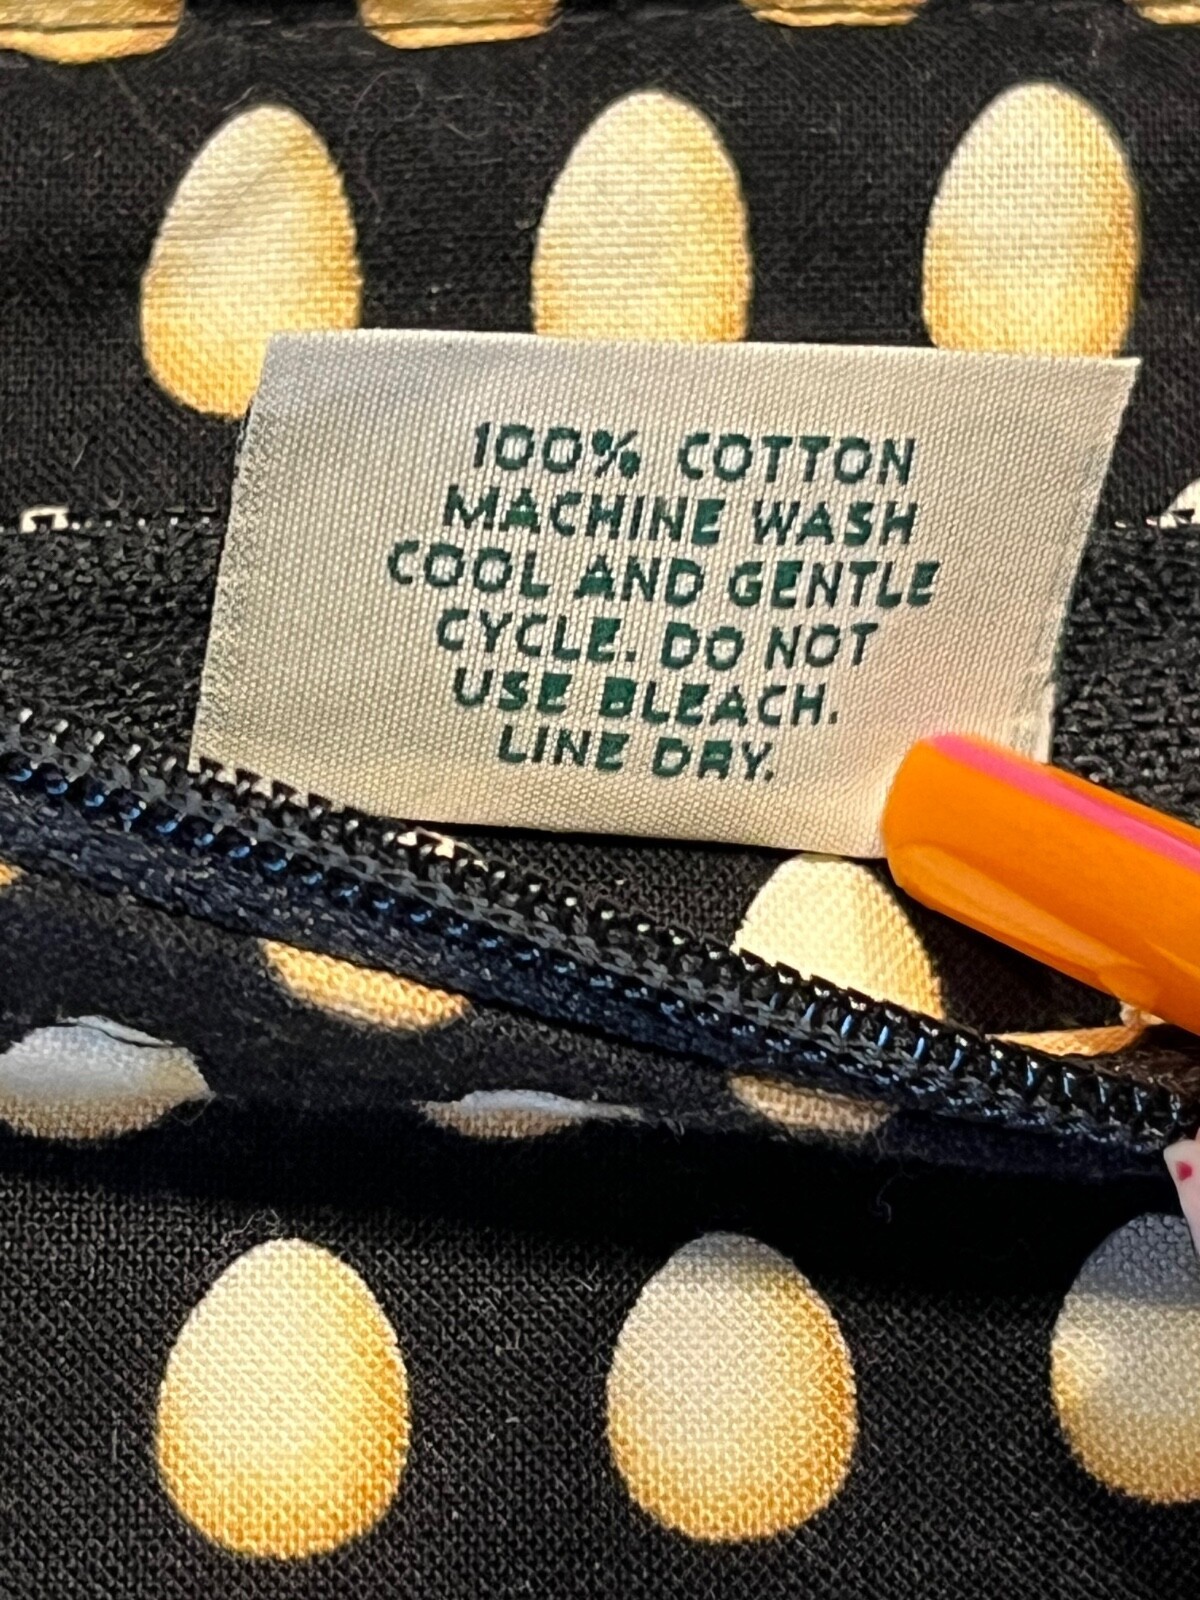 100% COTTON
MACHINE WASH
COOL AND GENTLE
CYCLE. DO NOT
USE BLEACH.
LINE DRY.